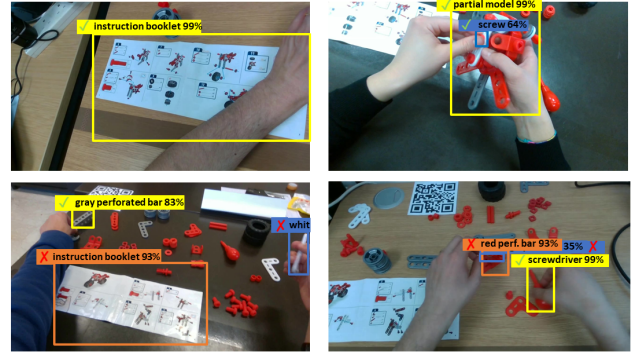 ✓ instruction booklet 99%
✓ partial model 99%
✓ screw 64%
✓ gray perforated bar 83%
✗ whit
✗ instruction booklet 93%
✗ red perf. bar 93%
35% ✗
✓ screwdriver 99%